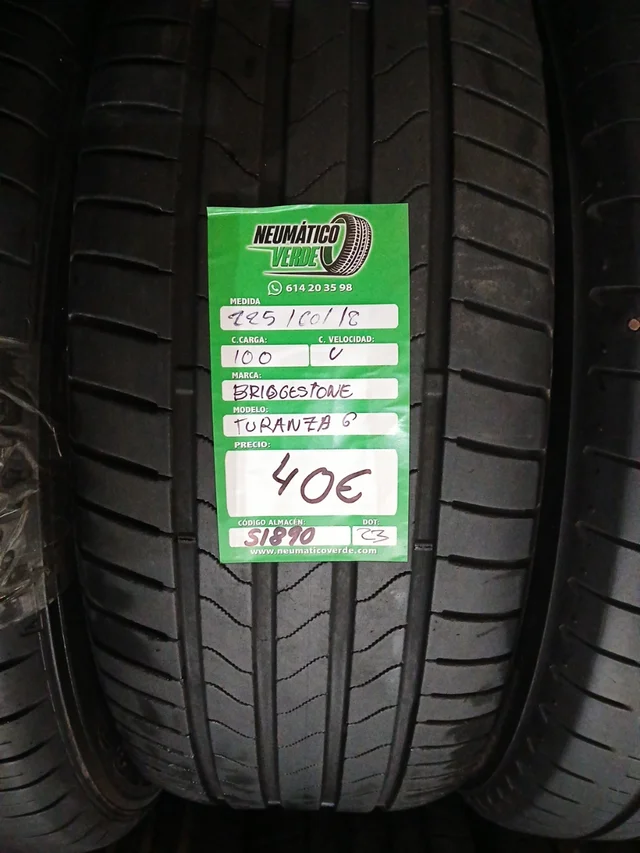 NEUMÁTICO
VERDE
614 20 35 98
MEDIDA
225/60/18
C.CARGA: C. VELOCIDAD:
100 V
MARCA:
BRIDGESTONE
MODELO:
TURANZA 6
PRECIO:
40€
CÓDIGO ALMACÉN: DOT:
S1890 23
www.neumaticoverde.com